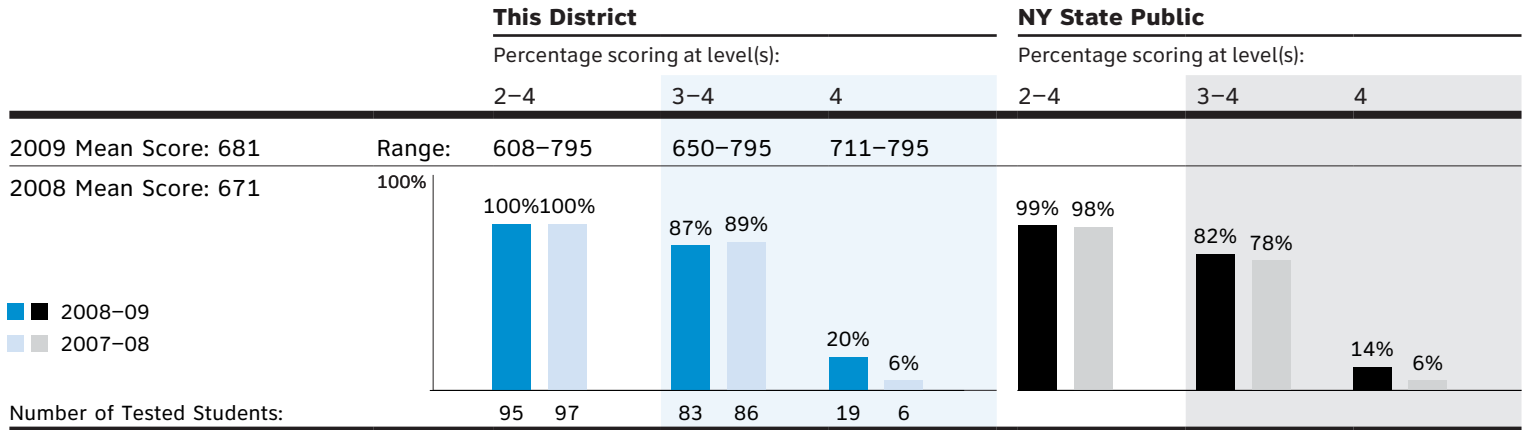 This District NY State Public
Percentage scoring at level(s): Percentage scoring at level(s):
2–4 3–4 4 2–4 3–4 4
2009 Mean Score: 681 Range: 608–795 650–795 711–795
2008 Mean Score: 671 100%
100%100% 87% 89% 20% 6% 99% 98% 82% 78% 14% 6%
2008–09
2007–08
Number of Tested Students: 95 97 83 86 19 6